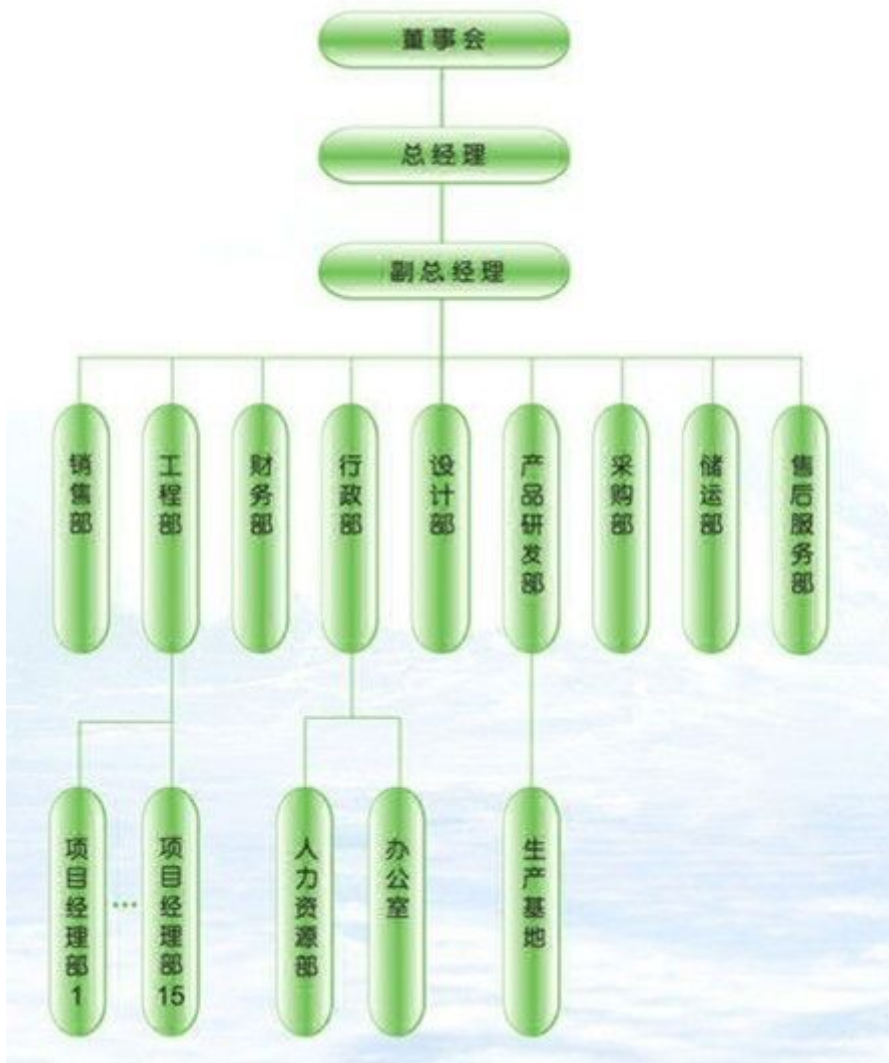 董事会
总经理
副总经理
销售部
工程部
财务部
行政部
设计部
产品研发部
采购部
储运部
售后服务部
项目经理部1
...
项目经理部15
人力资源部
办公室
生产基地